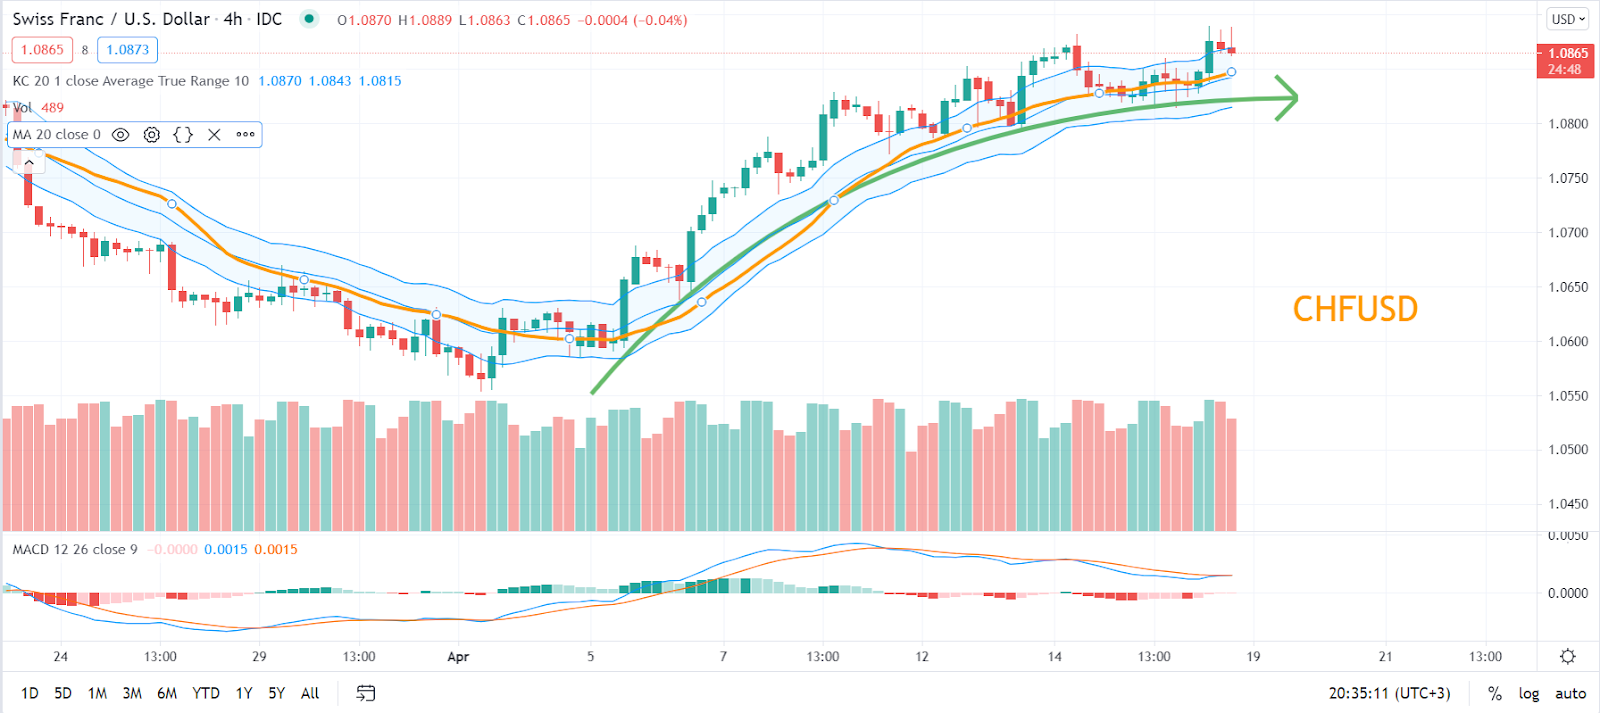 Swiss Franc / U.S. Dollar · 4h · IDC O1.0870 H1.0889 L1.0863 C1.0865 −0.0004 (−0.04%)
USD
1.0865 8 1.0873
1.0865
24:48
KC 20 1 close Average True Range 10 1.0870 1.0843 1.0815
Vol 489
MA 20 close 0
1.0800
1.0750
1.0700
1.0650
CHFUSD
1.0600
1.0550
1.0500
1.0450
MACD 12 26 close 9 −0.0000 0.0015 0.0015
0.0050
0.0000
24 13:00 29 13:00 Apr 5 7 13:00 12 14 13:00 19 21 13:00
1D 5D 1M 3M 6M YTD 1Y 5Y All 20:35:11 (UTC+3) % log auto